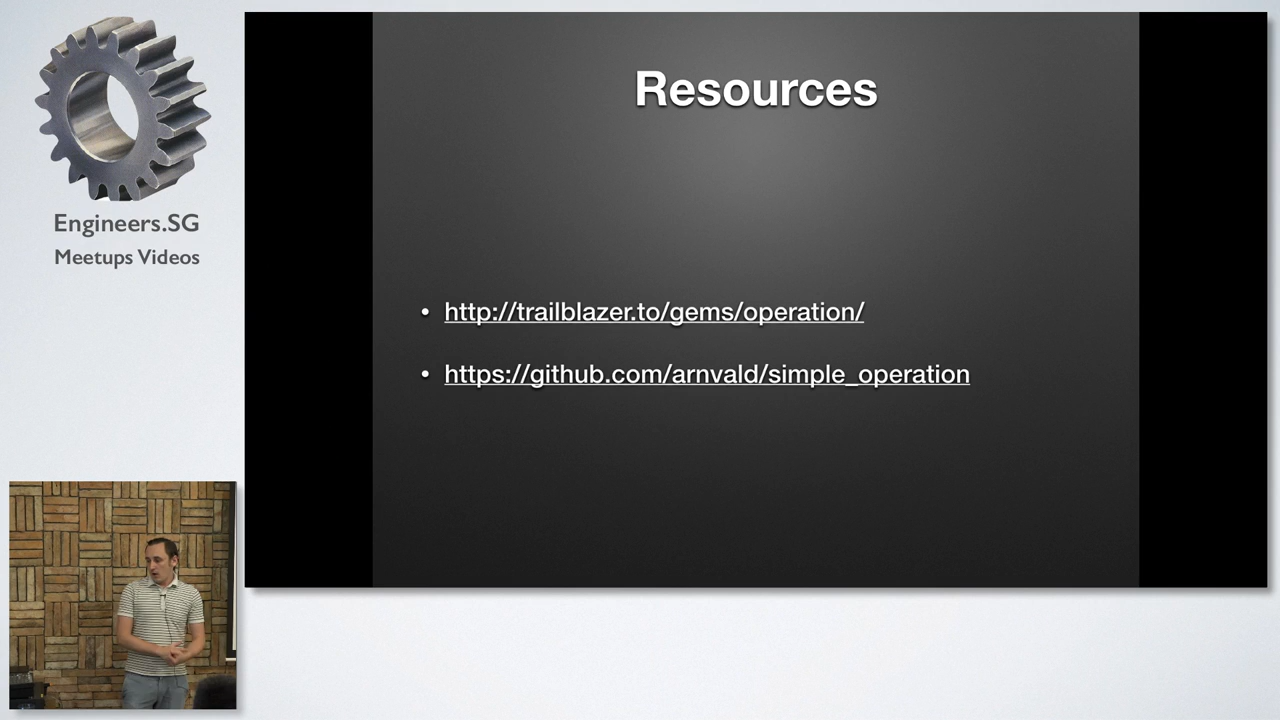 Engineers.SG
Meetups Videos
Resources
• http://trailblazer.to/gems/operation/
• https://github.com/arnvald/simple_operation